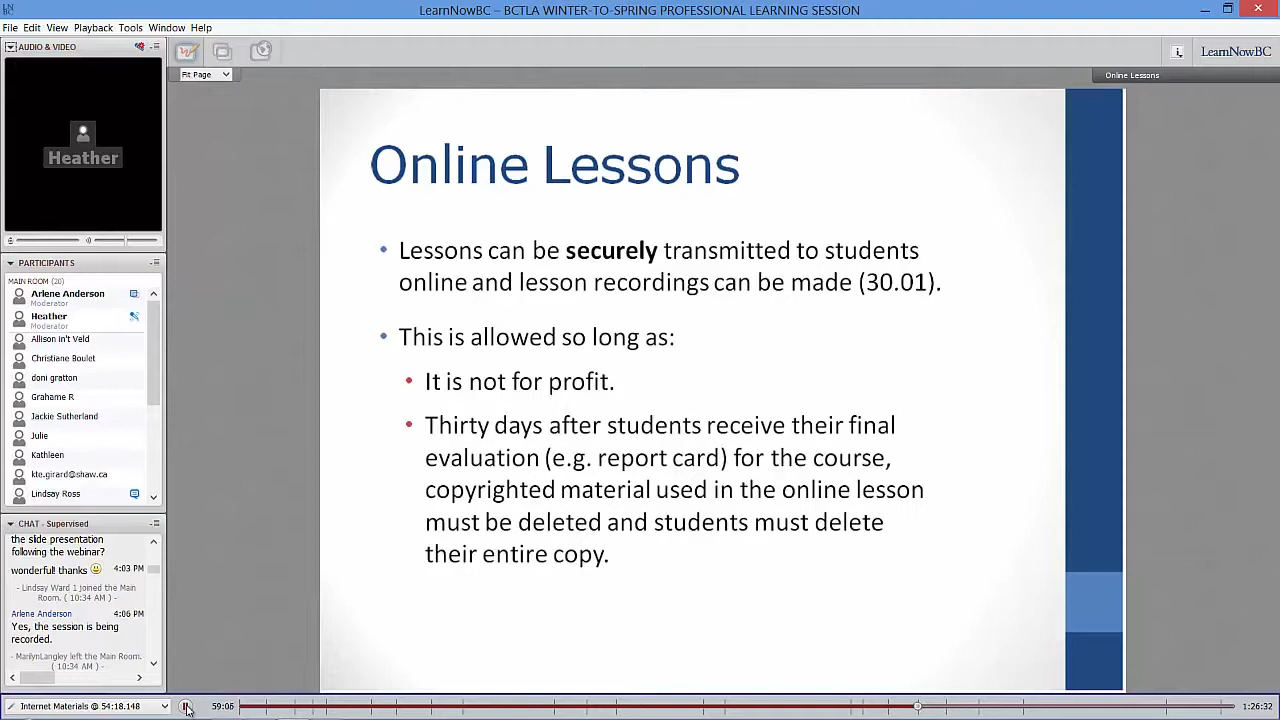 LearnNowBC – BCTLA WINTER-TO-SPRING PROFESSIONAL LEARNING SESSION
File Edit View Playback Tools Window Help
AUDIO & VIDEO
Heather
PARTICIPANTS
MAIN ROOM (20)
Arlene Anderson
Moderator
Heather
Moderator
Allison in't Veld
Christiane Boulet
doni gratton
Grahame R
Jackie Sutherland
Julie
Kathleen
kte.girard@shaw.ca
Lindsay Ross
CHAT - Supervised
the slide presentation
following the webinar?
wonderful! thanks 4:03 PM
- Lindsay Ward 1 joined the Main
Room. ( 10:34 AM ) -
Arlene Anderson 4:06 PM
Yes, the session is being
recorded.
- MarilynLangley left the Main Room.
( 10:34 AM ) -
Fit Page
LearnNowBC
Online Lessons
Online Lessons
• Lessons can be securely transmitted to students
online and lesson recordings can be made (30.01).
• This is allowed so long as:
• It is not for profit.
• Thirty days after students receive their final
evaluation (e.g. report card) for the course,
copyrighted material used in the online lesson
must be deleted and students must delete
their entire copy.
Internet Materials @ 54:18.148
59:06
1:26:32